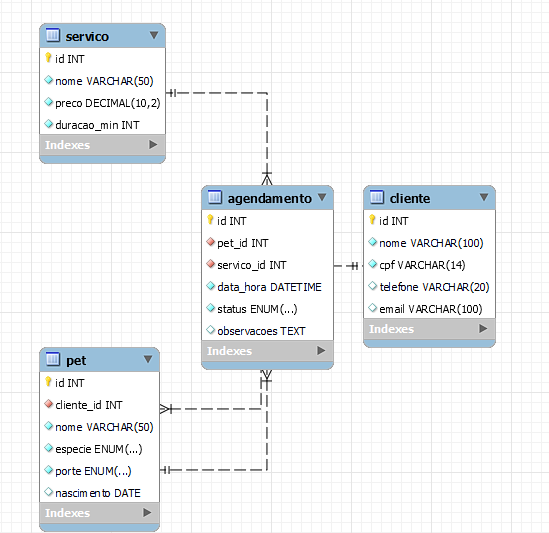 servico
id INT
nome VARCHAR(50)
preco DECIMAL(10,2)
duracao_min INT
Indexes
agendamento
id INT
pet_id INT
servico_id INT
data_hora DATETIME
status ENUM(...)
observacoes TEXT
Indexes
cliente
id INT
nome VARCHAR(100)
cpf VARCHAR(14)
telefone VARCHAR(20)
email VARCHAR(100)
Indexes
pet
id INT
cliente_id INT
nome VARCHAR(50)
especie ENUM(...)
porte ENUM(...)
nascimento DATE
Indexes